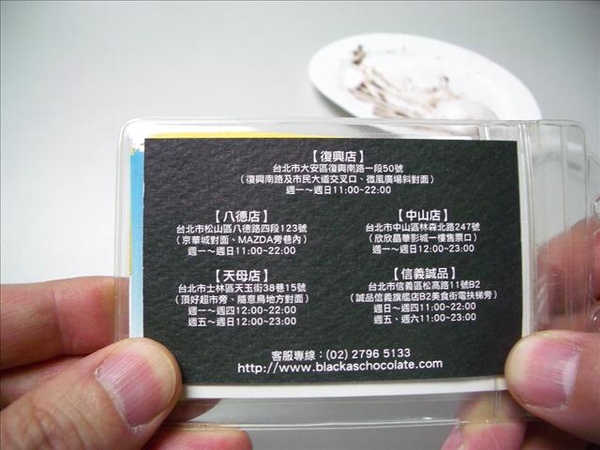 【復興店】
台北市大安區復興南路一段50號
（復興南路及市民大道交叉口、微風廣場斜對面）
週一～週日11:00~22:00
【八德店】
台北市松山區八德路四段123號
（京華城對面、MAZDA旁巷內）
週一～週日11:00~22:00
【中山店】
台北市中山區林森北路247號
（欣欣晶華影城一樓售票口）
週一～週日12:00~23:00
【天母店】
台北市士林區天玉街38巷15號
（頂好超市旁、隨意鳥地方對面）
週一～週四12:00~22:00
週五～週日12:00~23:00
【信義誠品】
台北市信義區松高路11號B2
（誠品信義旗艦店B2美食街電扶梯旁）
週日～週四11:00~22:00
週五、週六11:00~23:00
客服專線：(02) 2796 5133
http://www.blackaschocolate.com